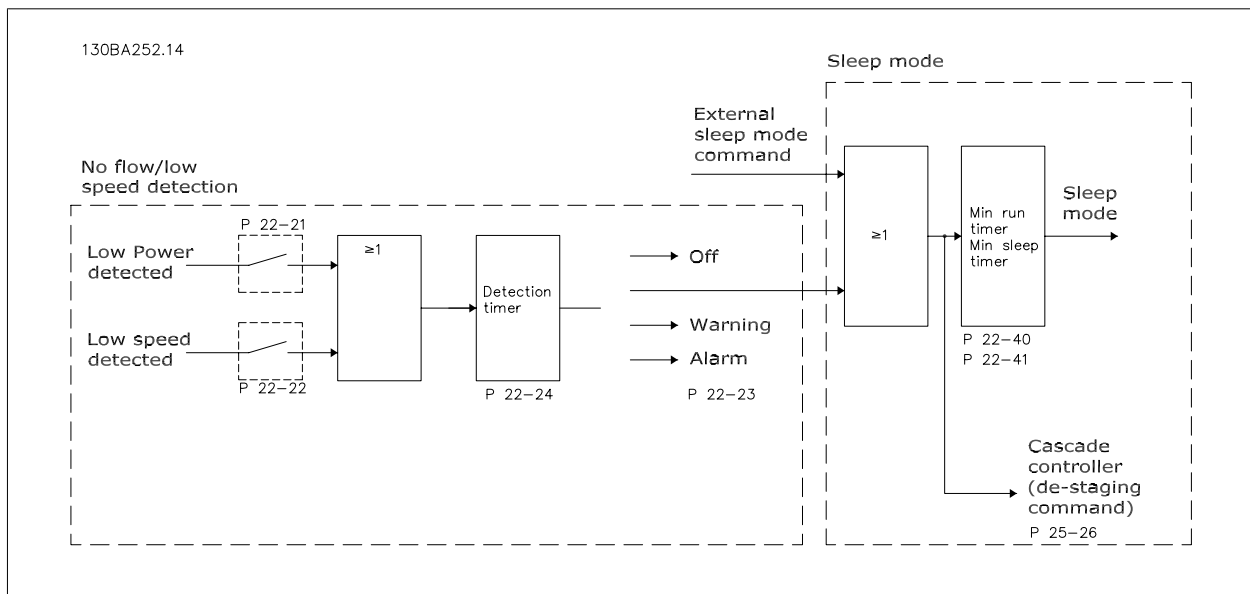 130BA252.14
Sleep mode
External
sleep mode
command
No flow/low
speed detection
P 22-21
Low Power
detected
≥1
Detection
timer
Off
Warning
Alarm
Low speed
detected
P 22-22
P 22-24
P 22-23
≥1
Min run
timer
Min sleep
timer
Sleep
mode
P 22-40
P 22-41
Cascade
controller
(de-staging
command)
P 25-26